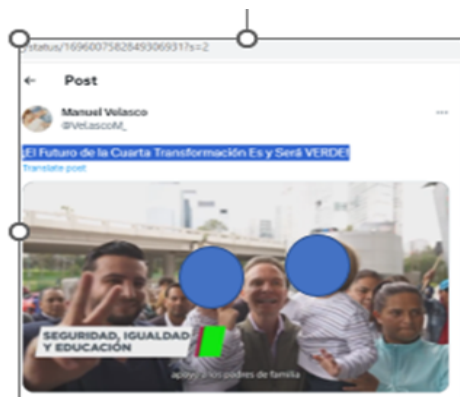 /status/1696007582849306931?s=2
← Post
Manuel Velasco
@VelascoM_
¡El Futuro de la Cuarta Transformación Es y Será VERDE!
Translate post
SEGURIDAD, IGUALDAD
Y EDUCACIÓN
apoyo a los padres de familia